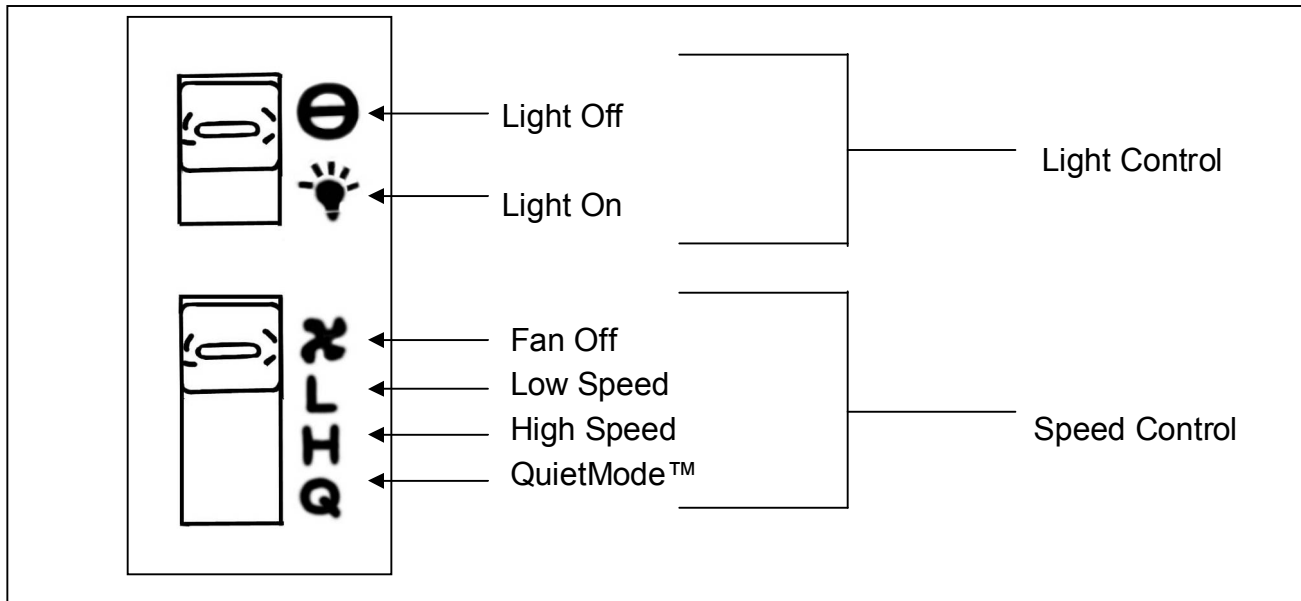 Light Off
Light On
Light Control
Fan Off
L Low Speed
H High Speed
Q QuietMode™
Speed Control